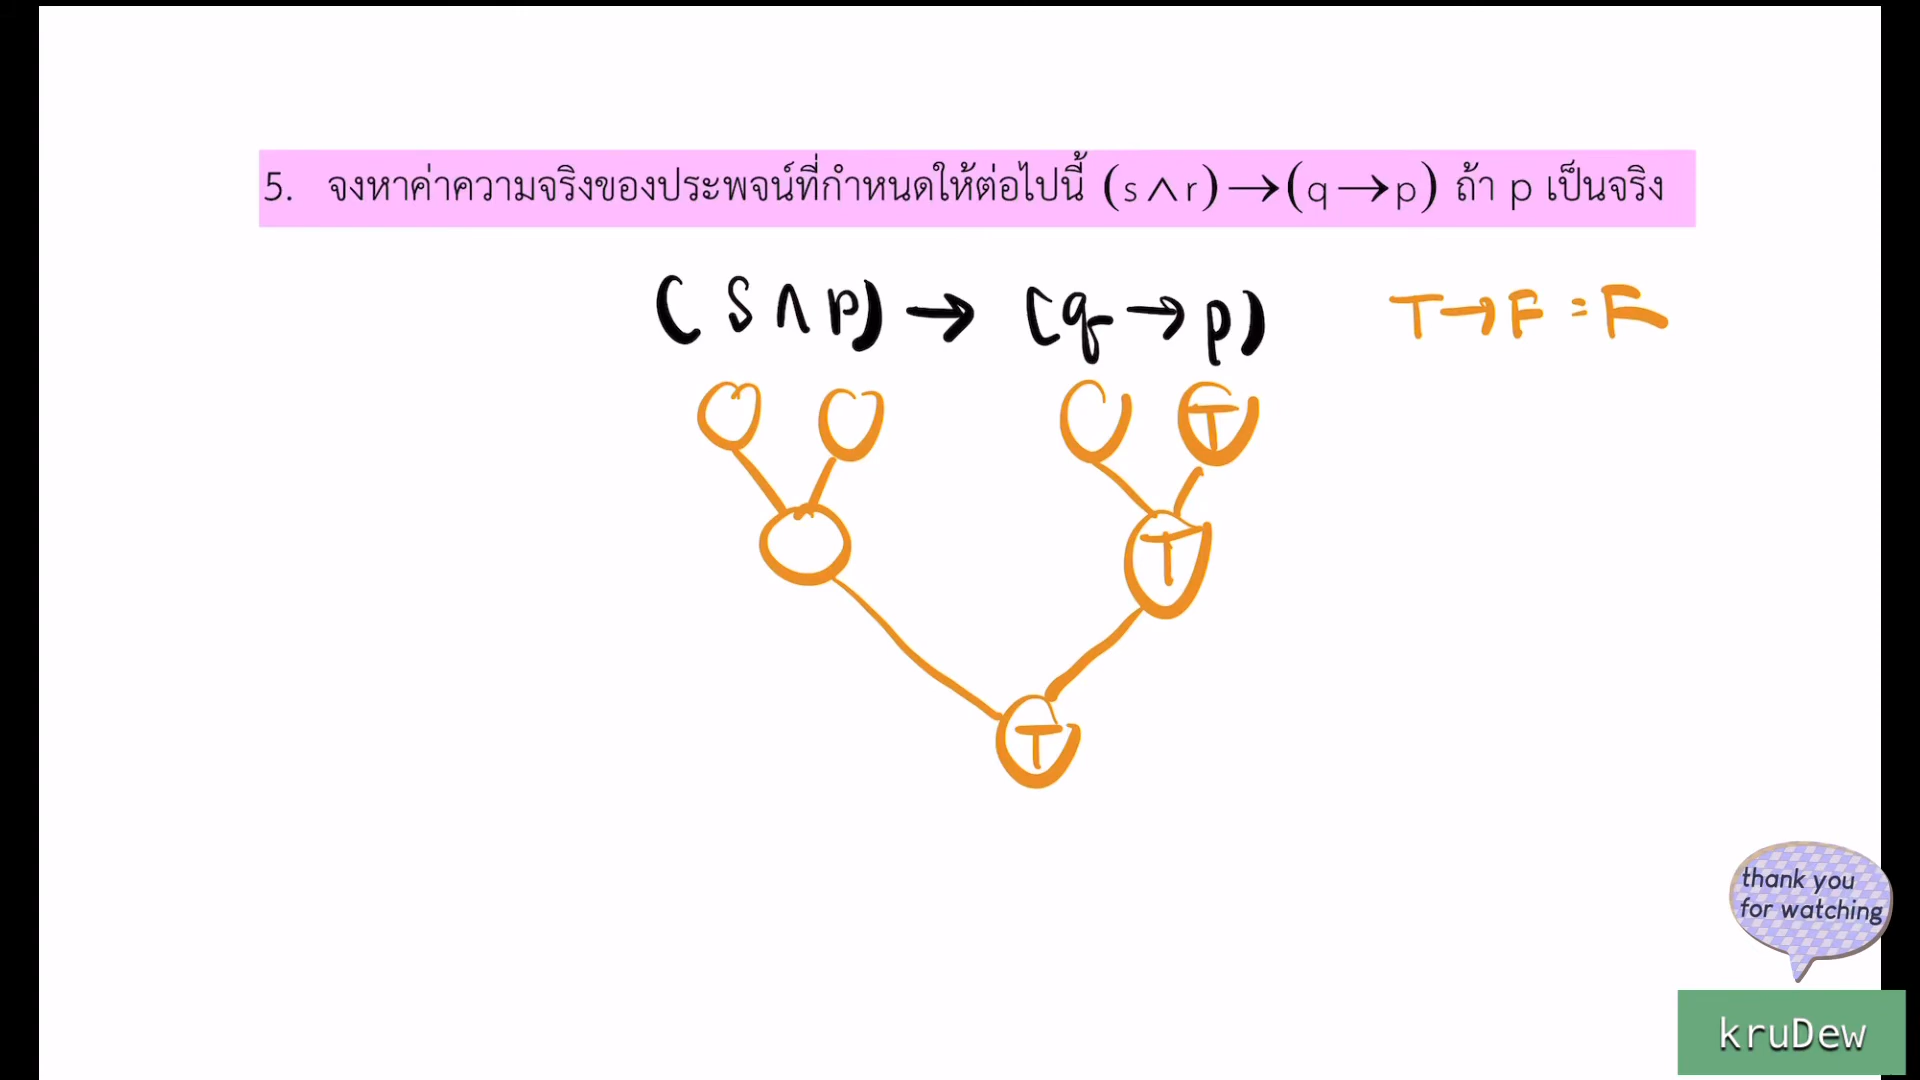 5. จงหาค่าความจริงของประพจน์ที่กำหนดให้ต่อไปนี้ (s∧r)→(q→p) ถ้า p เป็นจริง
(s∧p)→(q→p) T→F=F
T
T
T
thank you
for watching
kruDew